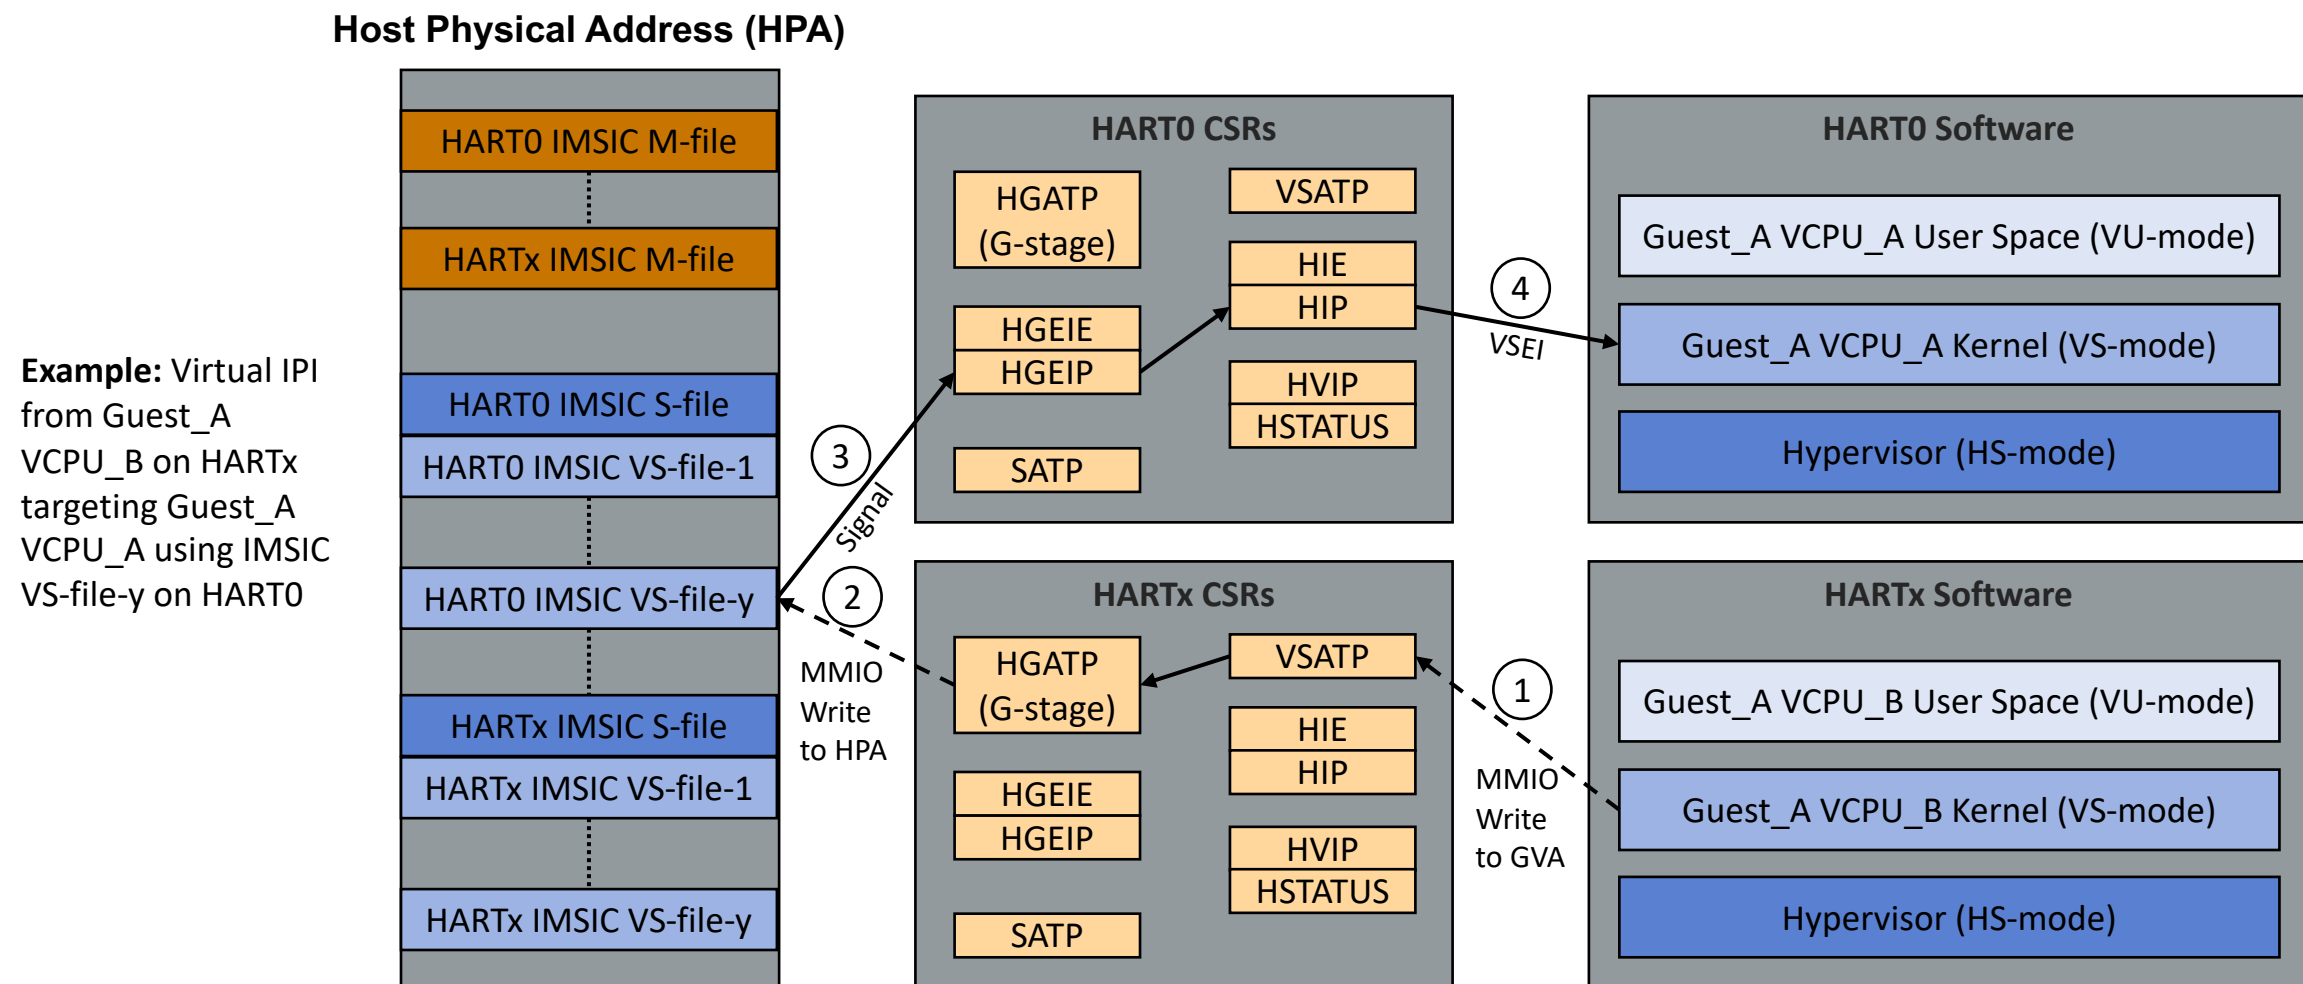 Host Physical Address (HPA)
Example: Virtual IPI
from Guest_A
VCPU_B on HARTx
targeting Guest_A
VCPU_A using IMSIC
VS-file-y on HART0
HART0 IMSIC M-file
HARTx IMSIC M-file
HART0 IMSIC S-file
HART0 IMSIC VS-file-1
HART0 IMSIC VS-file-y
HARTx IMSIC S-file
HARTx IMSIC VS-file-1
HARTx IMSIC VS-file-y
3
Signal
2
MMIO
Write
to HPA
HART0 CSRs
HGATP
(G-stage)
HGEIE
HGEIP
SATP
VSATP
HIE
HIP
HVIP
HSTATUS
4
VSEI
HART0 Software
Guest_A VCPU_A User Space (VU-mode)
Guest_A VCPU_A Kernel (VS-mode)
Hypervisor (HS-mode)
HARTx CSRs
HGATP
(G-stage)
HGEIE
HGEIP
SATP
VSATP
HIE
HIP
HVIP
HSTATUS
1
MMIO
Write
to GVA
HARTx Software
Guest_A VCPU_B User Space (VU-mode)
Guest_A VCPU_B Kernel (VS-mode)
Hypervisor (HS-mode)